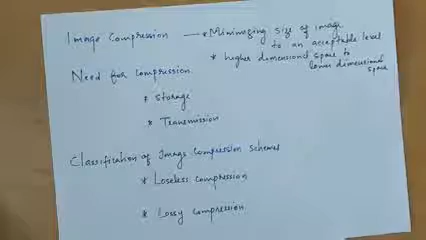 Image Compression — * Minimizing size of image
to an acceptable level
* higher dimensional space to
lower dimensional
space
Need for compression
* Storage
* Transmission
Classification of Image Compression Schemes
* Loseless Compression
* Lossy Compression